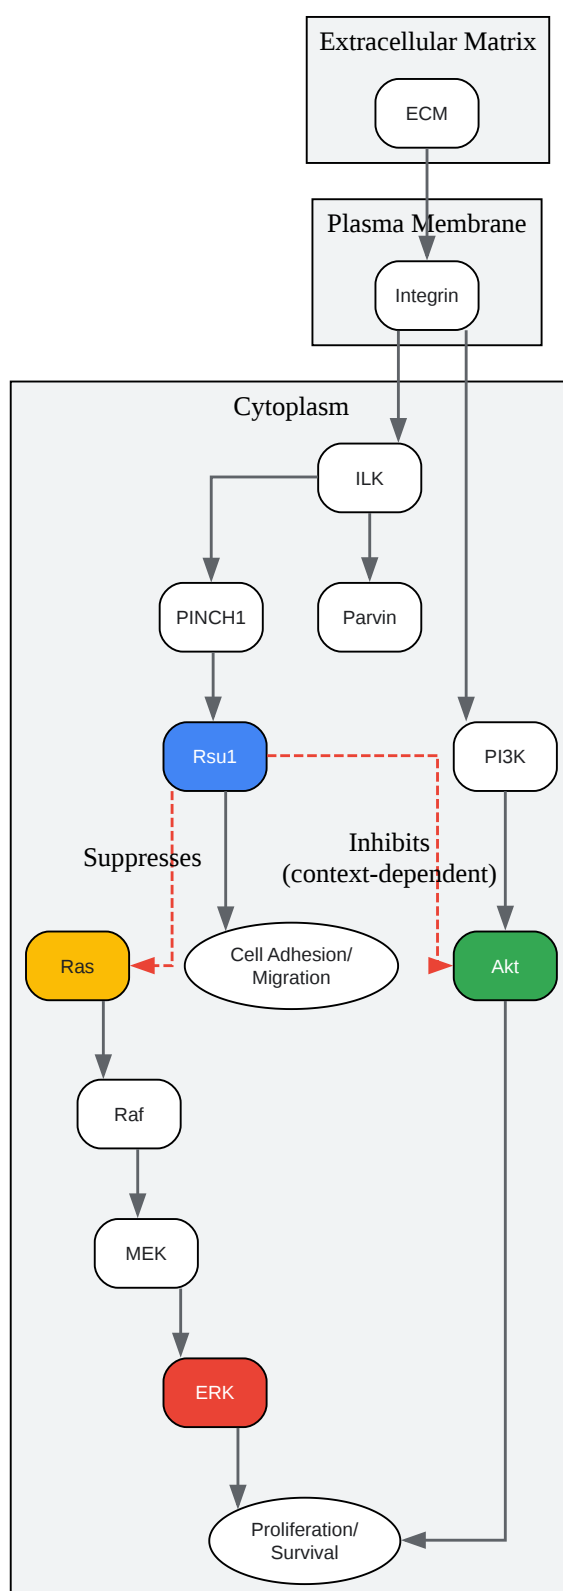 Extracellular Matrix
ECM
Plasma Membrane
Integrin
Cytoplasm
ILK
PINCH1
Parvin
Rsu1
PI3K
Suppresses
Inhibits
(context-dependent)
Ras
Cell Adhesion/
Migration
Akt
Raf
MEK
ERK
Proliferation/
Survival